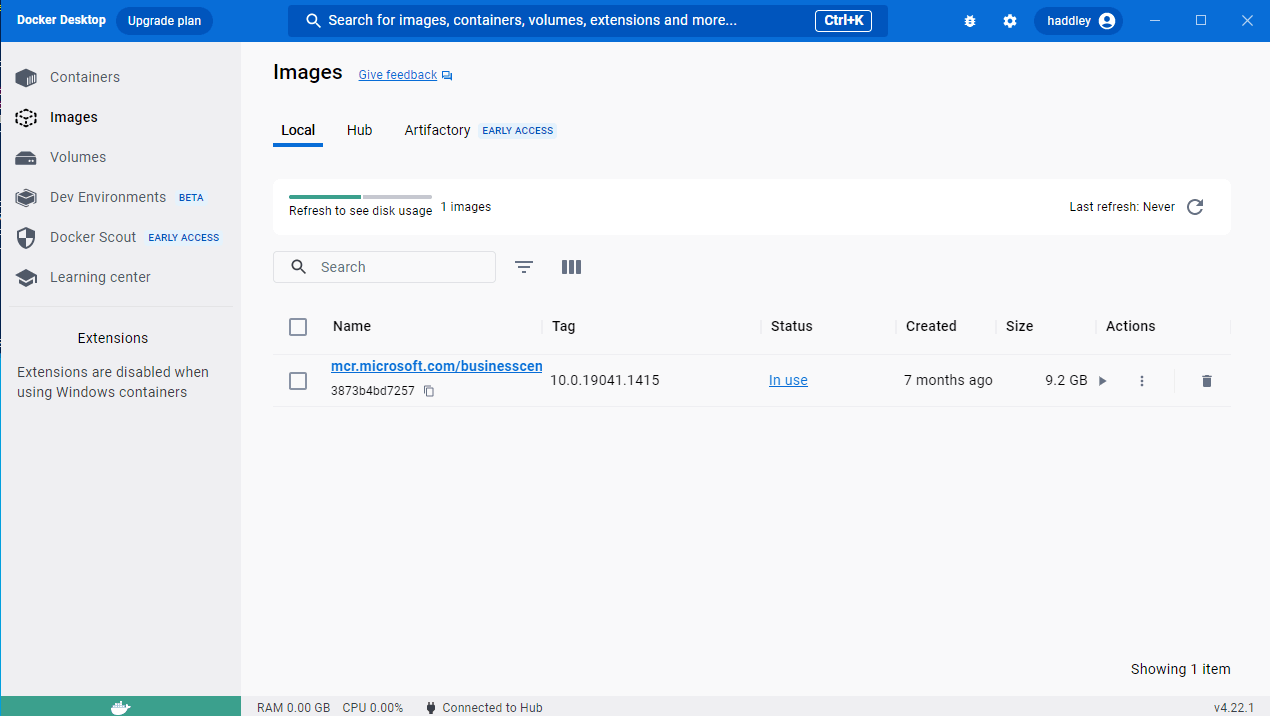 Docker Desktop Upgrade plan Search for images, containers, volumes, extensions and more... Ctrl+K haddley
Containers
Images
Volumes
Dev Environments BETA
Docker Scout EARLY ACCESS
Learning center
Extensions
Extensions are disabled when
using Windows containers
Images Give feedback
Local Hub Artifactory EARLY ACCESS
Refresh to see disk usage 1 images Last refresh: Never
Search
Name Tag Status Created Size Actions
mcr.microsoft.com/businesscen
3873b4bd7257
10.0.19041.1415 In use 7 months ago 9.2 GB
Showing 1 item
RAM 0.00 GB CPU 0.00% Connected to Hub v4.22.1